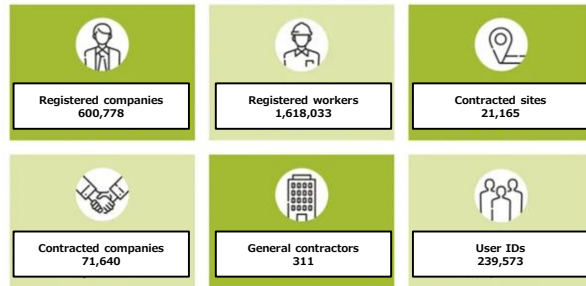 Registered companies
600,778
Registered workers
1,618,033
Contracted sites
21,165
Contracted companies
71,640
General contractors
311
User IDs
239,573